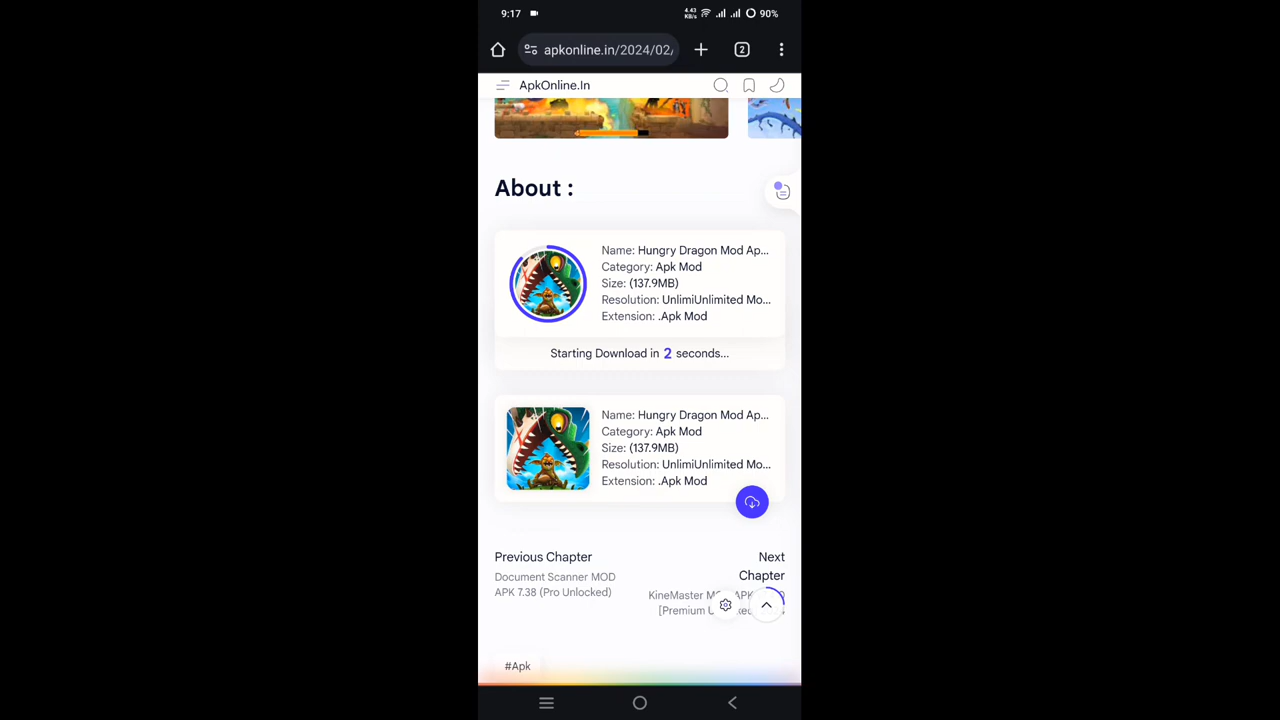 9:17
4.43 KB/s
90%
apkonline.in/2024/02/
2
ApkOnline.In
About :
Name: Hungry Dragon Mod Ap...
Category: Apk Mod
Size: (137.9MB)
Resolution: UnlimiUnlimited Mo...
Extension: .Apk Mod
Starting Download in 2 seconds...
Name: Hungry Dragon Mod Ap...
Category: Apk Mod
Size: (137.9MB)
Resolution: UnlimiUnlimited Mo...
Extension: .Apk Mod
Previous Chapter
Document Scanner MOD
APK 7.38 (Pro Unlocked)
Next
Chapter
KineMaster
[Premium
#Apk